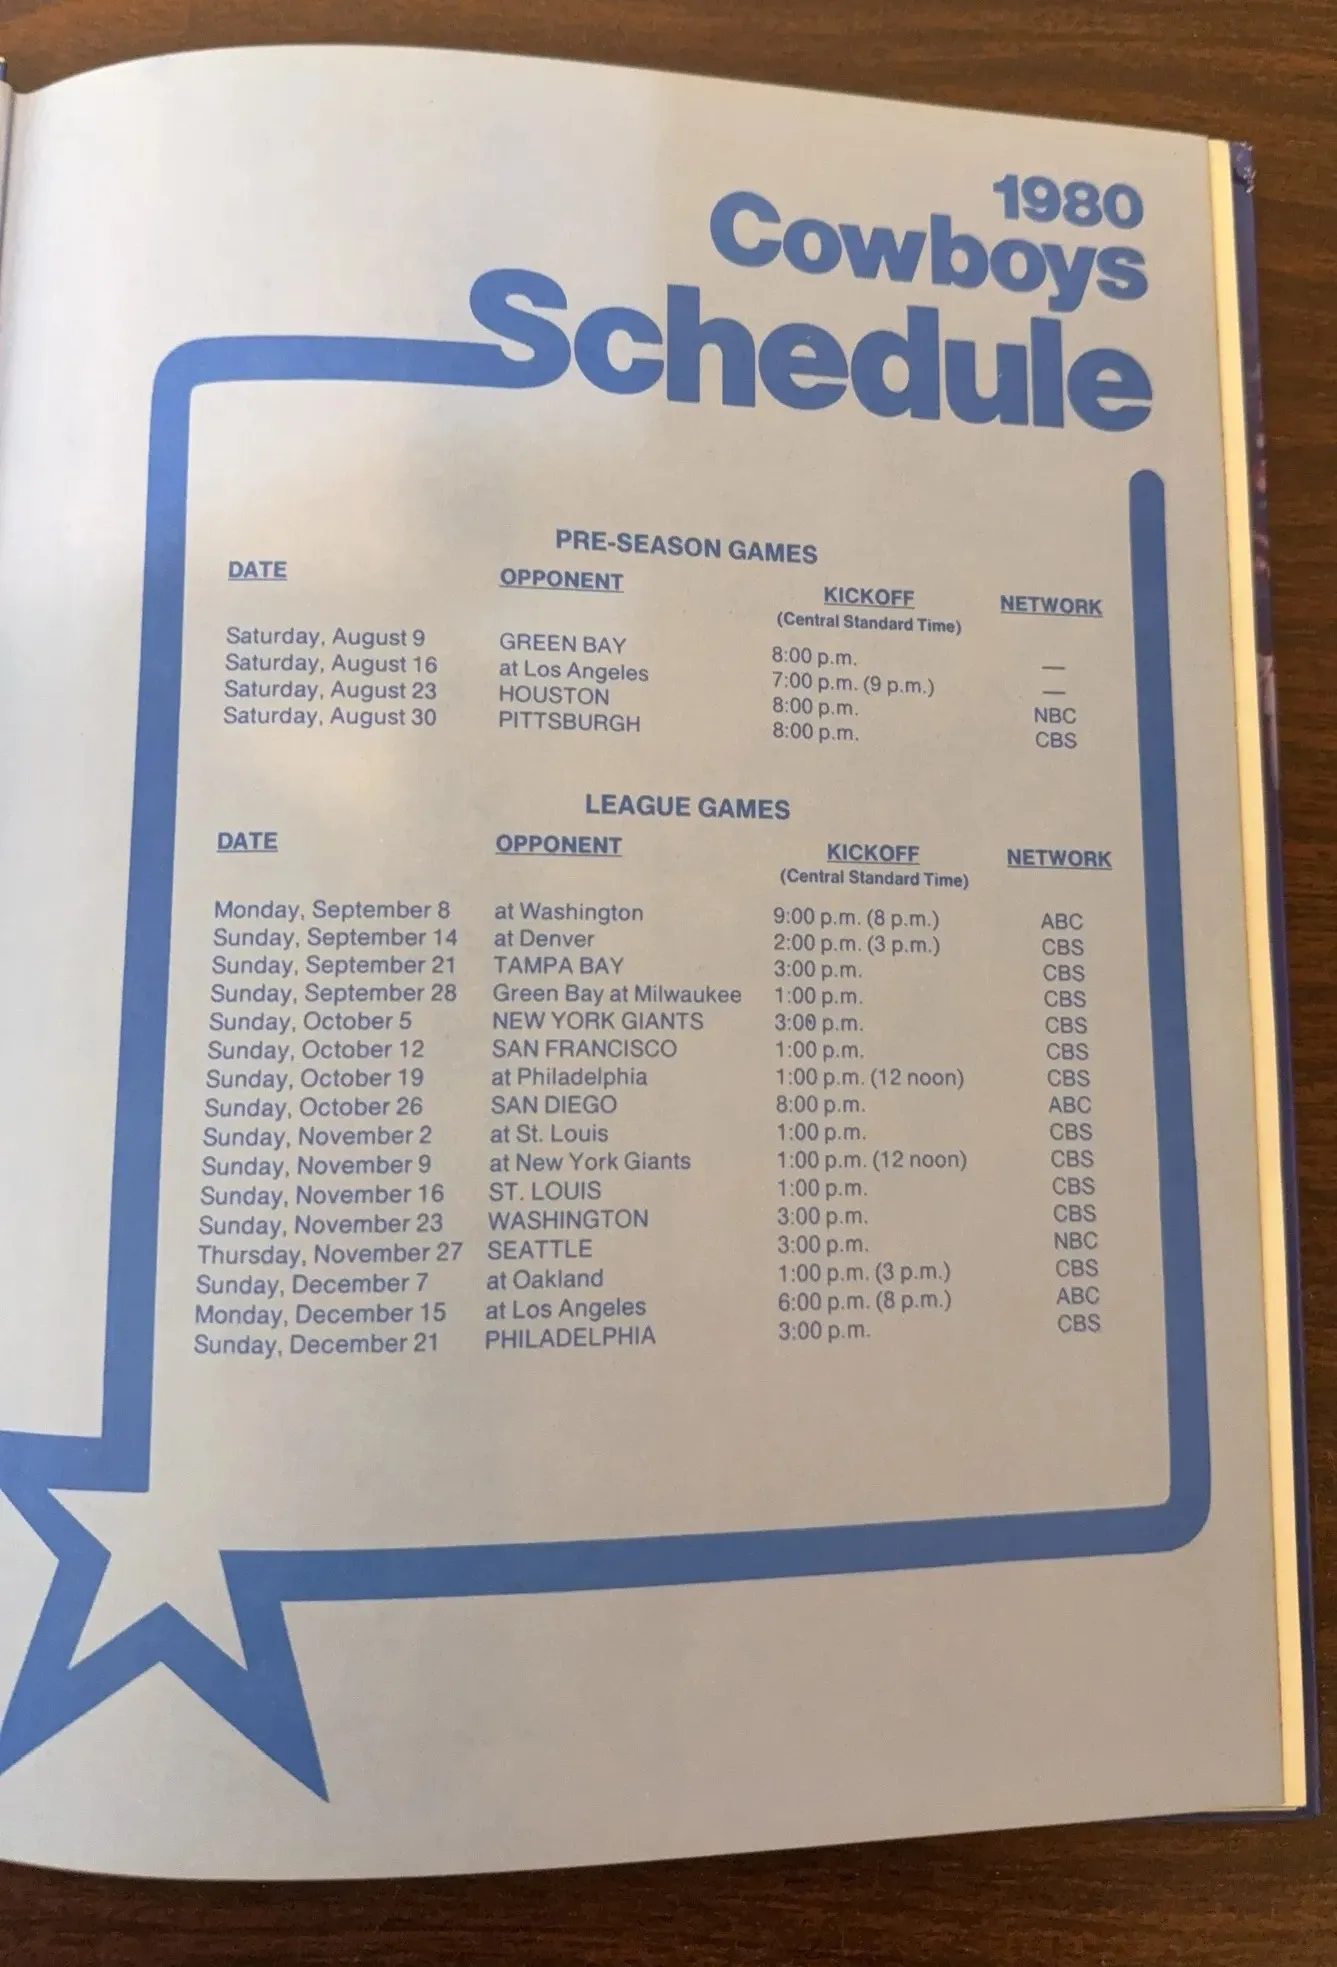 1980
Cowboys
Schedule
PRE-SEASON GAMES
DATE OPPONENT KICKOFF NETWORK
(Central Standard Time)
Saturday, August 9 GREEN BAY 8:00 p.m. —
Saturday, August 16 at Los Angeles 7:00 p.m. (9 p.m.) —
Saturday, August 23 HOUSTON 8:00 p.m. NBC
Saturday, August 30 PITTSBURGH 8:00 p.m. CBS
LEAGUE GAMES
DATE OPPONENT KICKOFF NETWORK
(Central Standard Time)
Monday, September 8 at Washington 9:00 p.m. (8 p.m.) ABC
Sunday, September 14 at Denver 2:00 p.m. (3 p.m.) CBS
Sunday, September 21 TAMPA BAY 3:00 p.m. CBS
Sunday, September 28 Green Bay at Milwaukee 1:00 p.m. CBS
Sunday, October 5 NEW YORK GIANTS 3:00 p.m. CBS
Sunday, October 12 SAN FRANCISCO 1:00 p.m. CBS
Sunday, October 19 at Philadelphia 1:00 p.m. (12 noon) CBS
Sunday, October 26 SAN DIEGO 8:00 p.m. ABC
Sunday, November 2 at St. Louis 1:00 p.m. CBS
Sunday, November 9 at New York Giants 1:00 p.m. (12 noon) CBS
Sunday, November 16 ST. LOUIS 1:00 p.m. CBS
Sunday, November 23 WASHINGTON 3:00 p.m. CBS
Thursday, November 27 SEATTLE 3:00 p.m. NBC
Sunday, December 7 at Oakland 1:00 p.m. (3 p.m.) CBS
Monday, December 15 at Los Angeles 6:00 p.m. (8 p.m.) ABC
Sunday, December 21 PHILADELPHIA 3:00 p.m. CBS